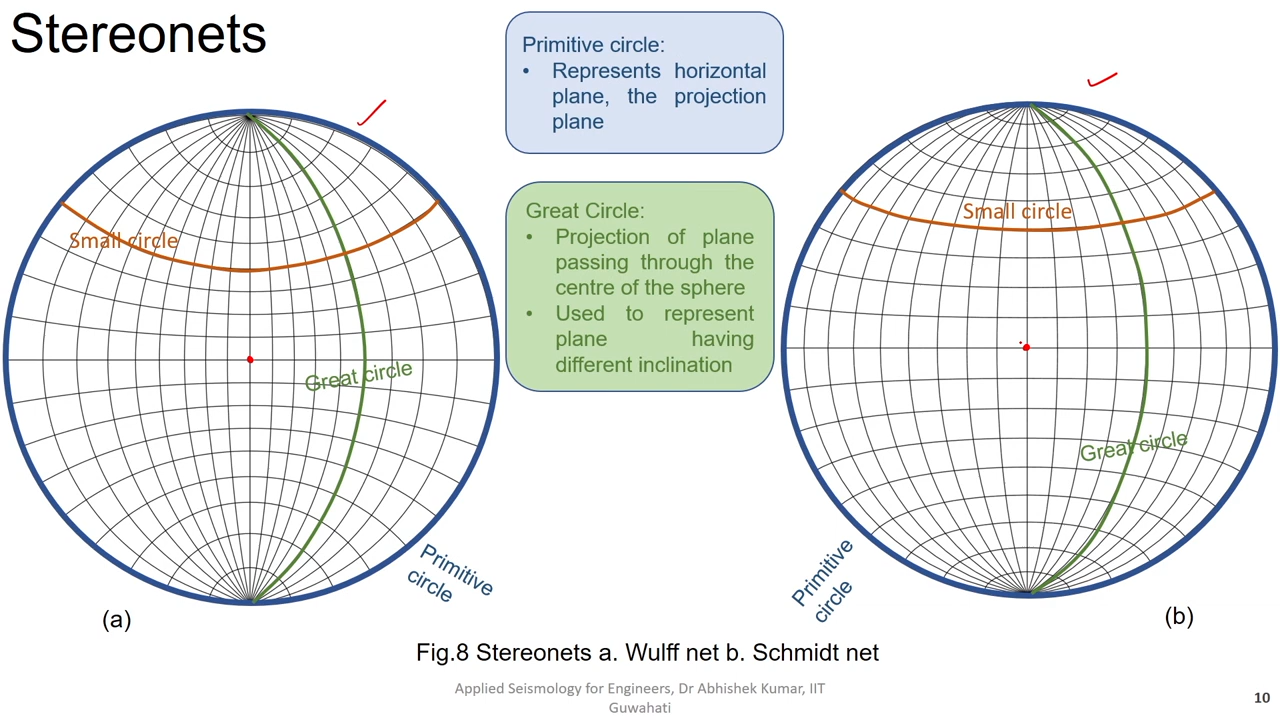 Stereonets
Primitive circle:
• Represents horizontal
plane, the projection
plane
Great Circle:
• Projection of plane
passing through the
centre of the sphere
• Used to represent
plane having
different inclination
Small circle
Great circle
Primitive
circle
(a)
Small circle
Great circle
Primitive
circle
(b)
Fig.8 Stereonets a. Wulff net b. Schmidt net
Applied Seismology for Engineers, Dr Abhishek Kumar, IIT
Guwahati
10